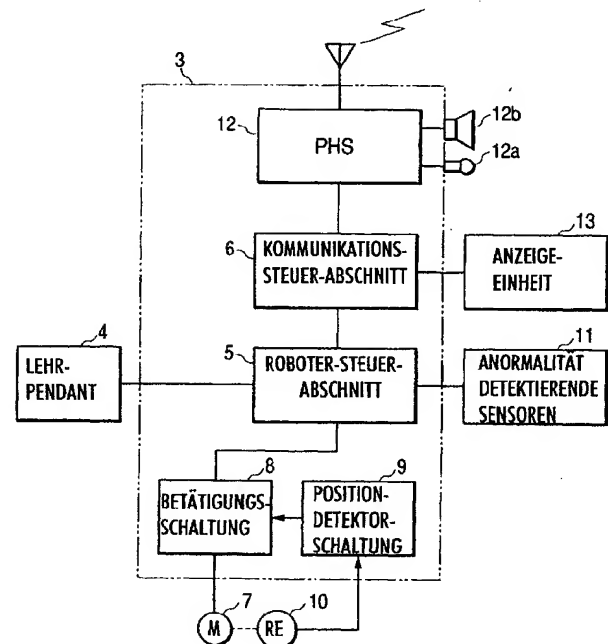 3
12
PHS
12b
12a
13
6
KOMMUNIKATIONS-
STEUER-ABSCHNITT
ANZEIGE-
EINHEIT
4
5
11
LEHR-
PENDANT
ROBOTER-STEUER-
ABSCHNITT
ANORMALITÄT
DETEKTIERENDE
SENSOREN
8
9
BETÄTIGUNGS-
SCHALTUNG
POSITION-
DETEKTOR-
SCHALTUNG
7
10
M
RE